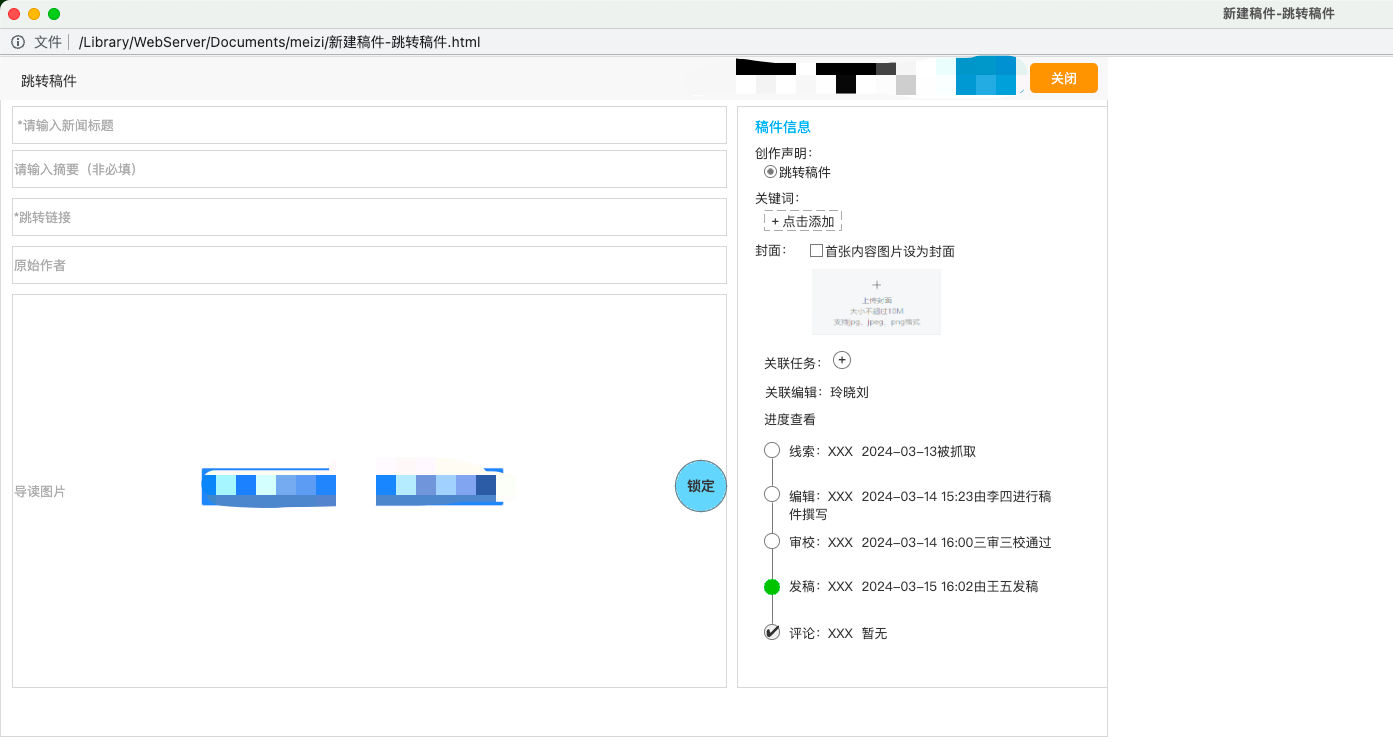 新建稿件-跳转稿件
文件 /Library/WebServer/Documents/meizi/新建稿件-跳转稿件.html
跳转稿件
关闭
*请输入新闻标题
请输入摘要（非必填）
*跳转链接
原始作者
导读图片
锁定
稿件信息
创作声明：
跳转稿件
关键词：
+ 点击添加
封面： 首张内容图片设为封面
+
上传封面
大小不超过10M
支持jpg、jpeg、png格式
关联任务： +
关联编辑：玲晓刘
进度查看
线索：XXX 2024-03-13被抓取
编辑：XXX 2024-03-14 15:23由李四进行稿
件撰写
审校：XXX 2024-03-14 16:00三审三校通过
发稿：XXX 2024-03-15 16:02由王五发稿
评论：XXX 暂无